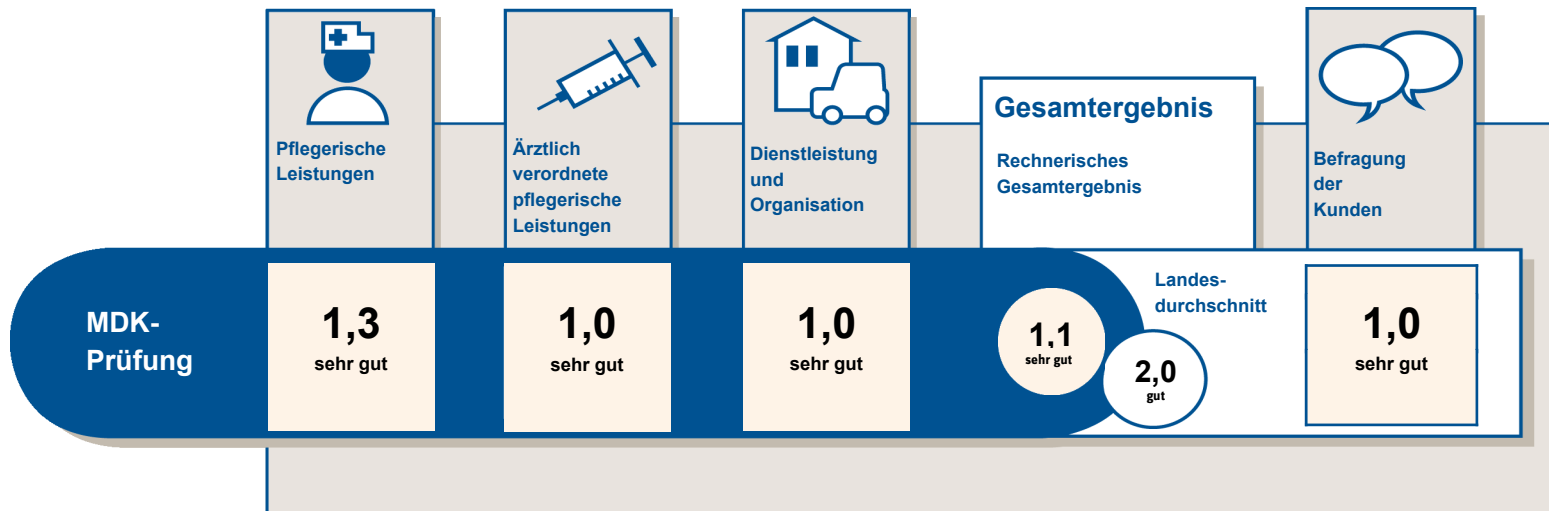 Pflegerische
Leistungen
Ärztlich
verordnete
pflegerische
Leistungen
Dienstleistung
und
Organisation
Gesamtergebnis
Rechnerisches
Gesamtergebnis
Befragung
der
Kunden
MDK-
Prüfung
1,3
sehr gut
1,0
sehr gut
1,0
sehr gut
1,1
sehr gut
Landes-
durchschnitt
2,0
gut
1,0
sehr gut